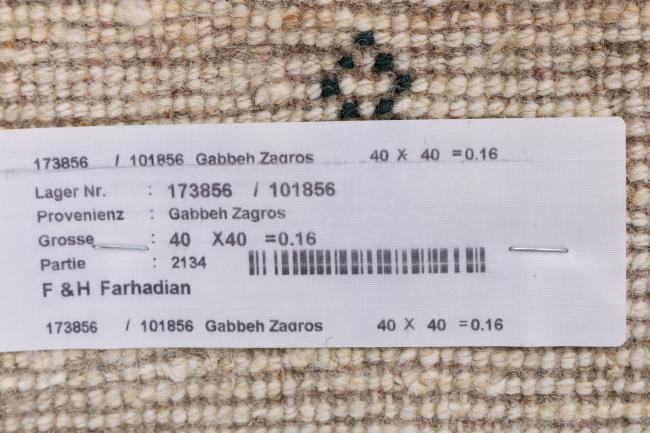 173856 / 101856 Gabbeh Zagros 40 X 40 =0.16
Lager Nr. : 173856 / 101856
Provenienz : Gabbeh Zagros
Grosse : 40 X40 =0.16
Partie : 2134
F &H Farhadian
173856 / 101856 Gabbeh Zagros 40 X 40 =0.16